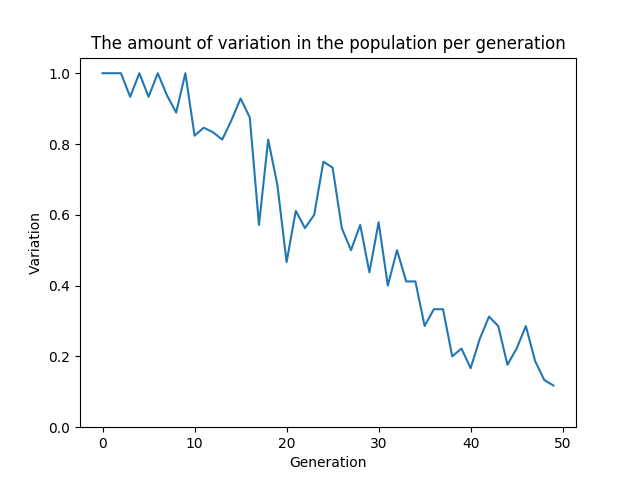 The amount of variation in the population per generation
1.0
0.8
0.6
0.4
0.2
0.0
Variation
0 10 20 30 40 50
Generation